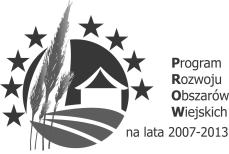 Program
Rozwoju
Obszarów
Wiejskich
na lata 2007-2013